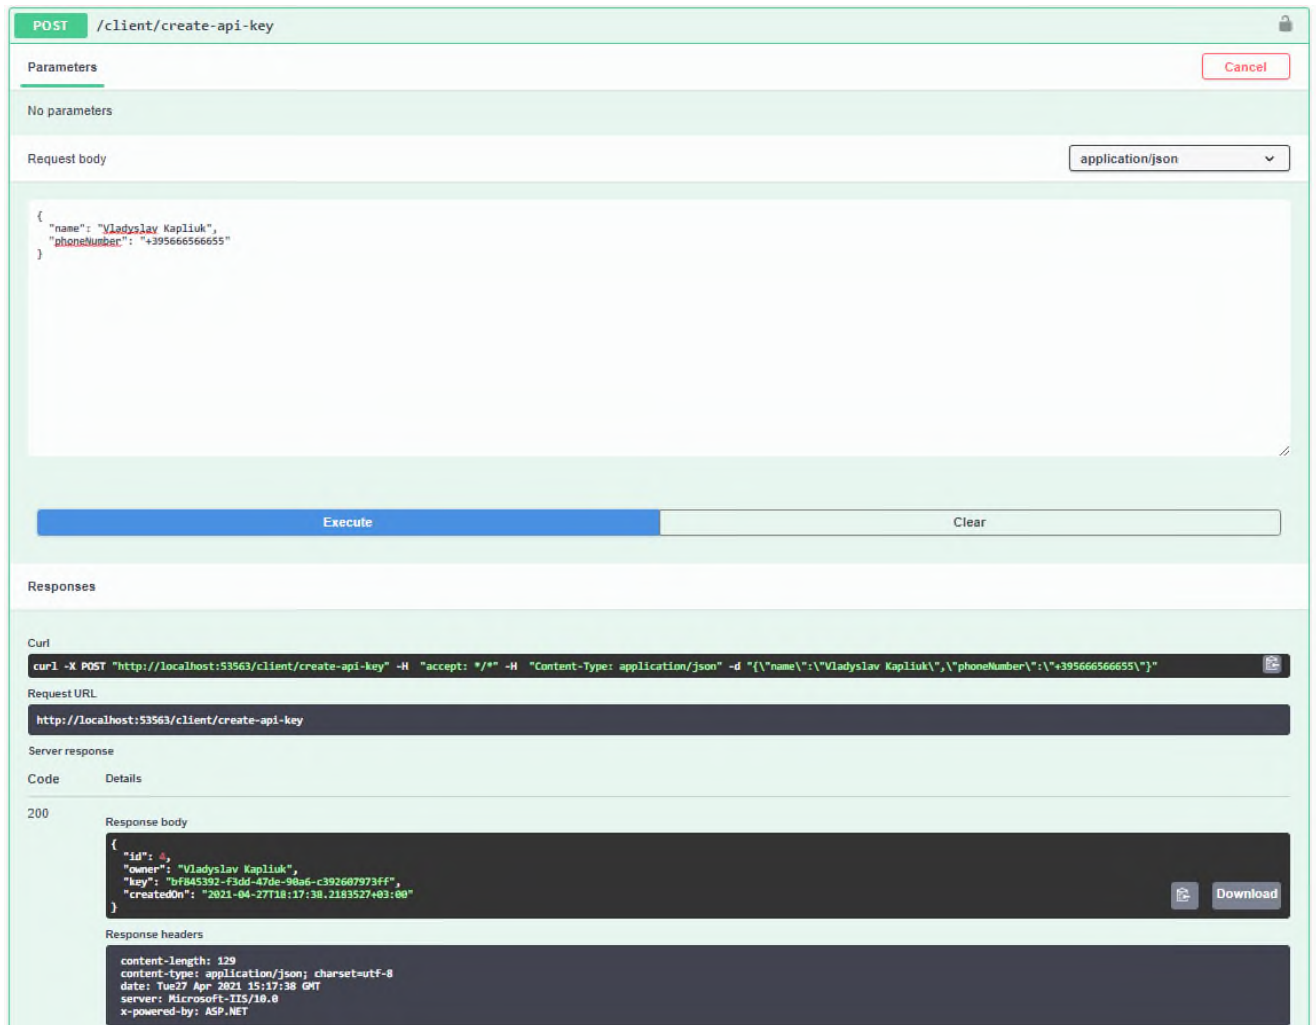 POST /client/create-api-key
Parameters
Cancel
No parameters
Request body
application/json
{
"name": "Vladyslav Kapliuk",
"phoneNumber": "+395666566655"
}
Execute
Clear
Responses
Curl
curl -X POST "http://localhost:53563/client/create-api-key" -H  "accept: */*" -H  "Content-Type: application/json" -d "{\"name\":\"Vladyslav Kapliuk\",\"phoneNumber\":\"+395666566655\"}"
Request URL
http://localhost:53563/client/create-api-key
Server response
Code Details
200
Response body
{
"id": 4,
"owner": "Vladyslav Kapliuk",
"key": "bf845392-f3dd-47de-90a6-c392607973ff",
"createdOn": "2021-04-27T18:17:38.2183527+03:00"
}
Download
Response headers
content-length: 129
content-type: application/json; charset=utf-8
date: Tue27 Apr 2021 15:17:38 GMT
server: Microsoft-IIS/10.0
x-powered-by: ASP.NET